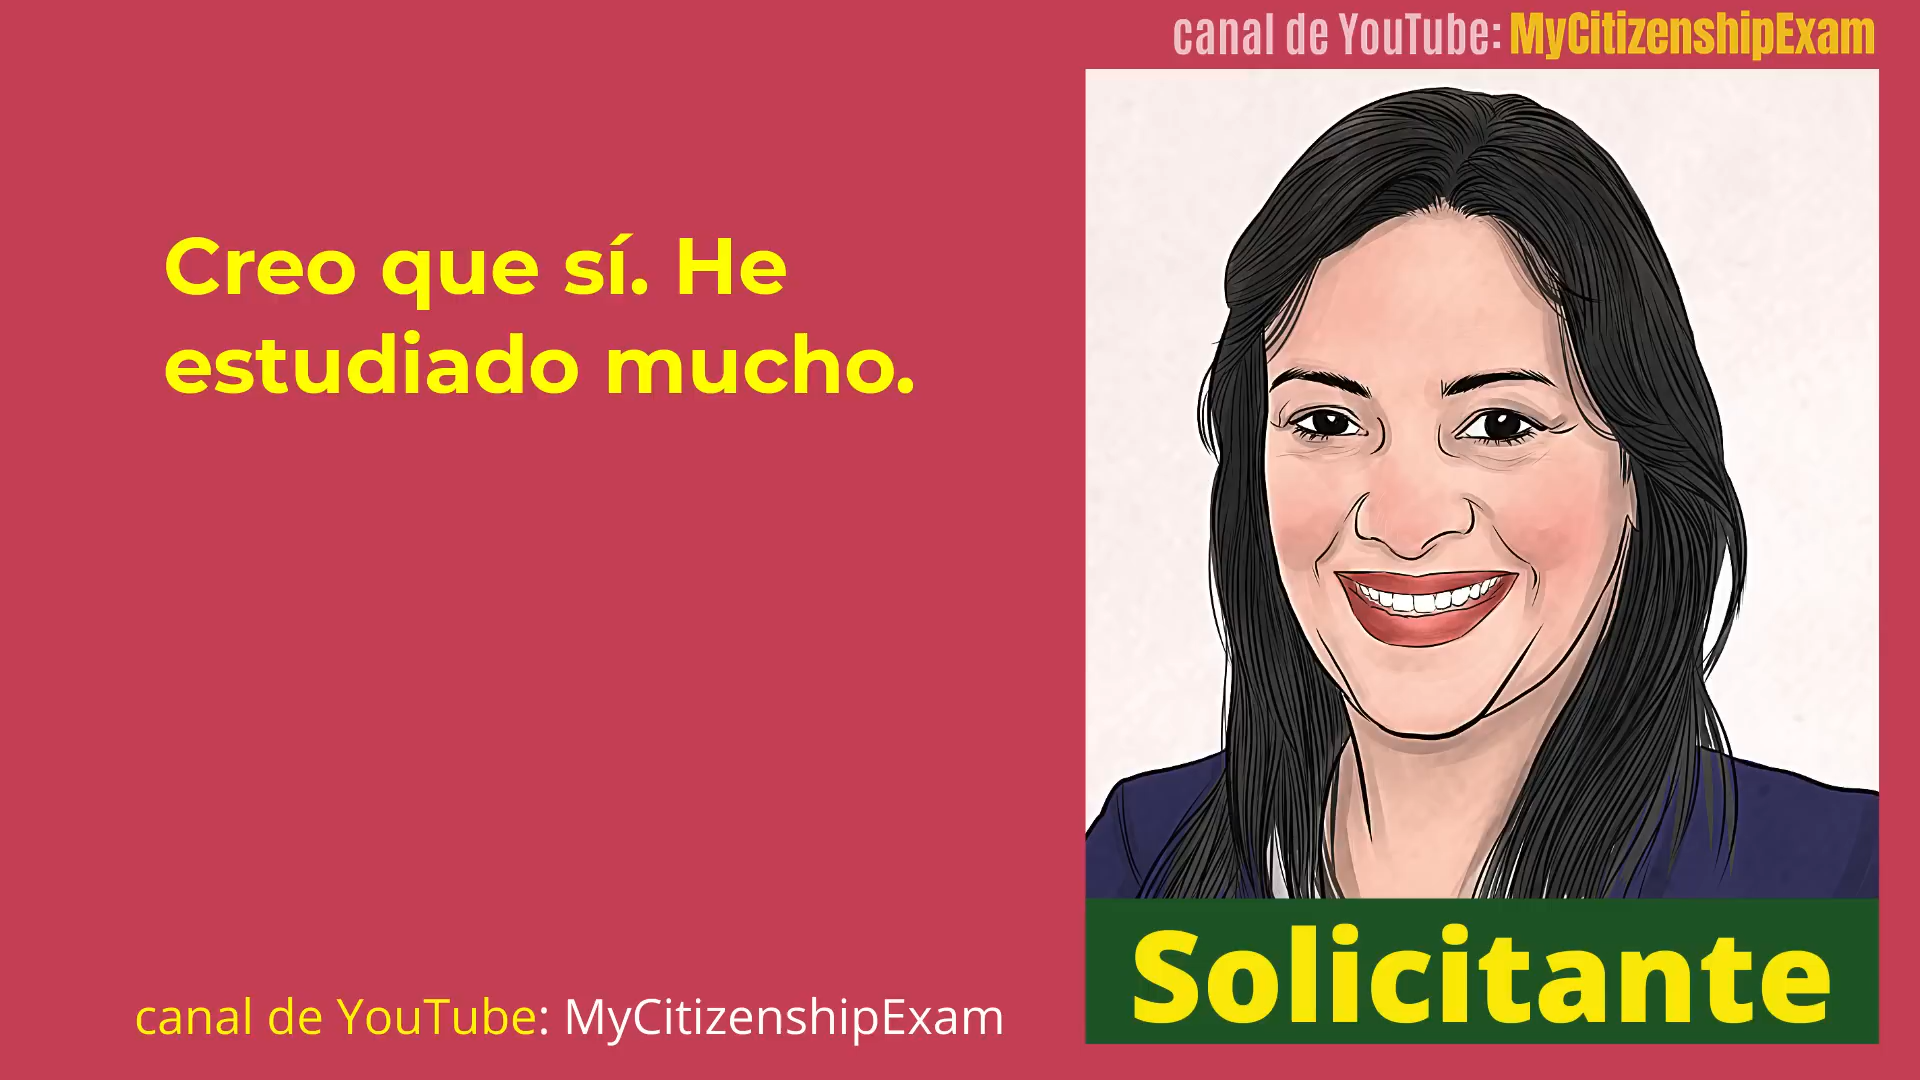 canal de YouTube: MyCitizenshipExam
Creo que sí. He
estudiado mucho.
Solicitante
canal de YouTube: MyCitizenshipExam